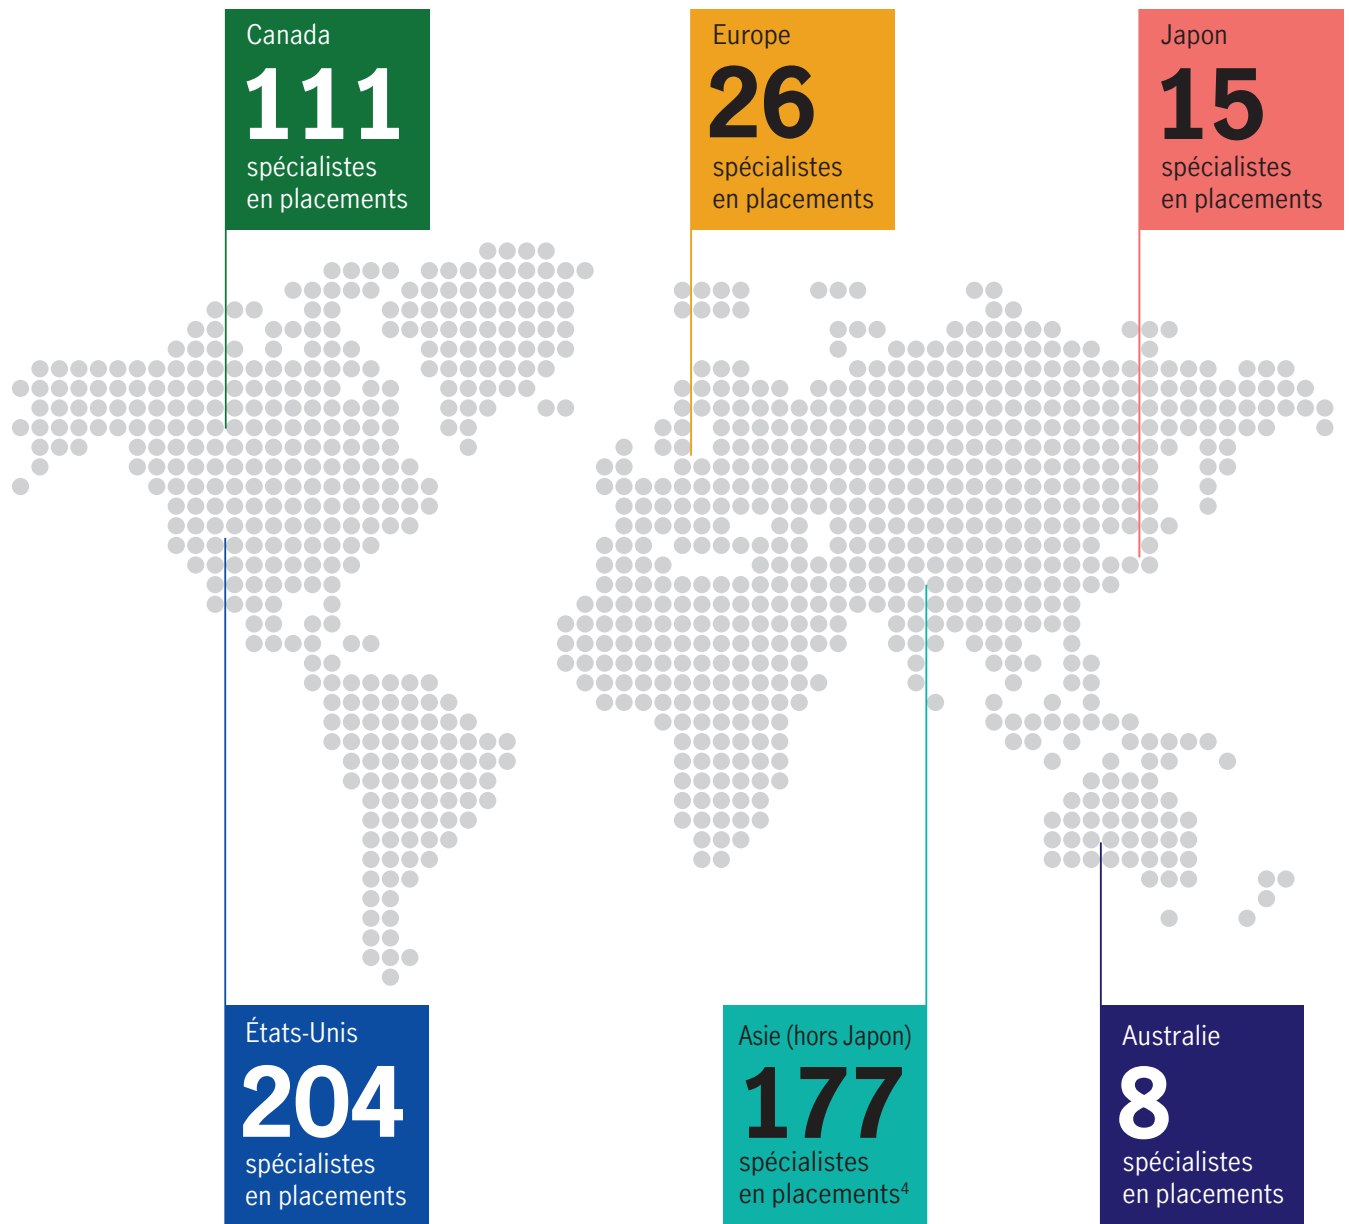 Canada
111
spécialistes
en placements
Europe
26
spécialistes
en placements
Japon
15
spécialistes
en placements
États-Unis
204
spécialistes
en placements
Asie (hors Japon)
177
spécialistes
en placements⁴
Australie
8
spécialistes
en placements